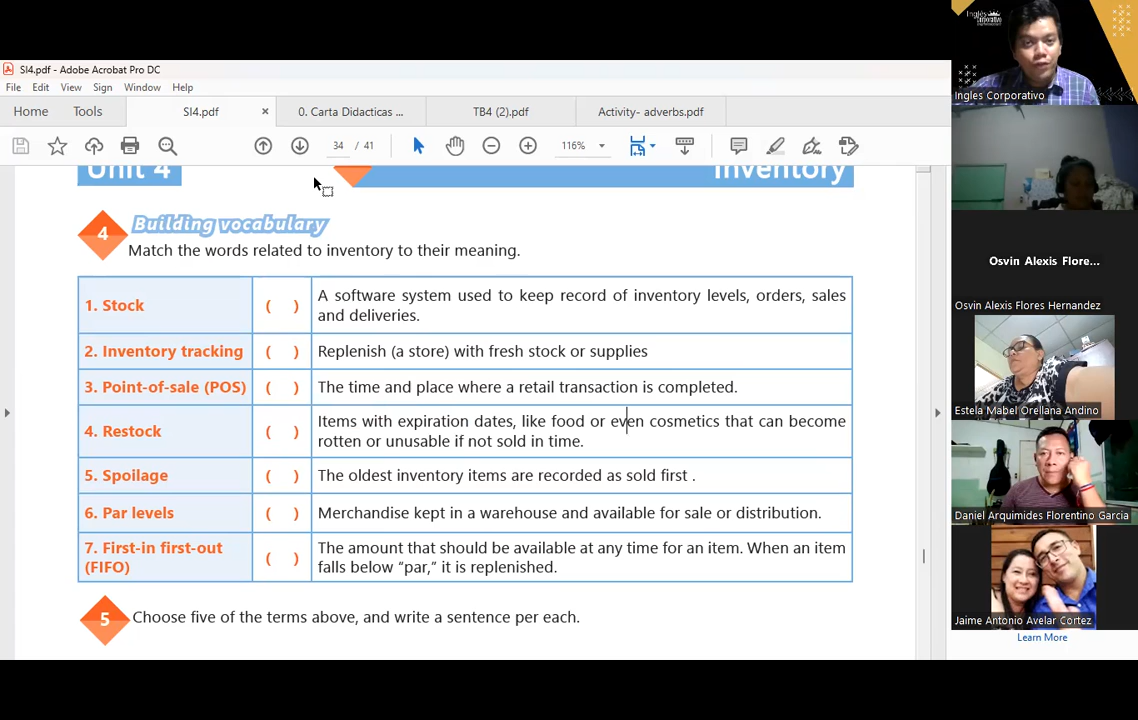 SI4.pdf - Adobe Acrobat Pro DC
File Edit View Sign Window Help
Home Tools SI4.pdf × 0. Carta Didacticas ... TB4 (2).pdf Activity- adverbs.pdf
34 / 41 116%
Unit 4 Inventory
4 Building vocabulary
Match the words related to inventory to their meaning.
1. Stock ( ) A software system used to keep record of inventory levels, orders, sales
and deliveries.
2. Inventory tracking ( ) Replenish (a store) with fresh stock or supplies
3. Point-of-sale (POS) ( ) The time and place where a retail transaction is completed.
4. Restock ( ) Items with expiration dates, like food or even cosmetics that can become
rotten or unusable if not sold in time.
5. Spoilage ( ) The oldest inventory items are recorded as sold first .
6. Par levels ( ) Merchandise kept in a warehouse and available for sale or distribution.
7. First-in first-out
(FIFO) ( ) The amount that should be available at any time for an item. When an item
falls below “par,” it is replenished.
5 Choose five of the terms above, and write a sentence per each.
Inglés
Corporativo
Ingles Corporativo
Osvin Alexis Flore...
Osvin Alexis Flores Hernandez
Estela Mabel Orellana Andino
Daniel Arquimides Florentino Garcia
Jaime Antonio Avelar Cortez
Learn More